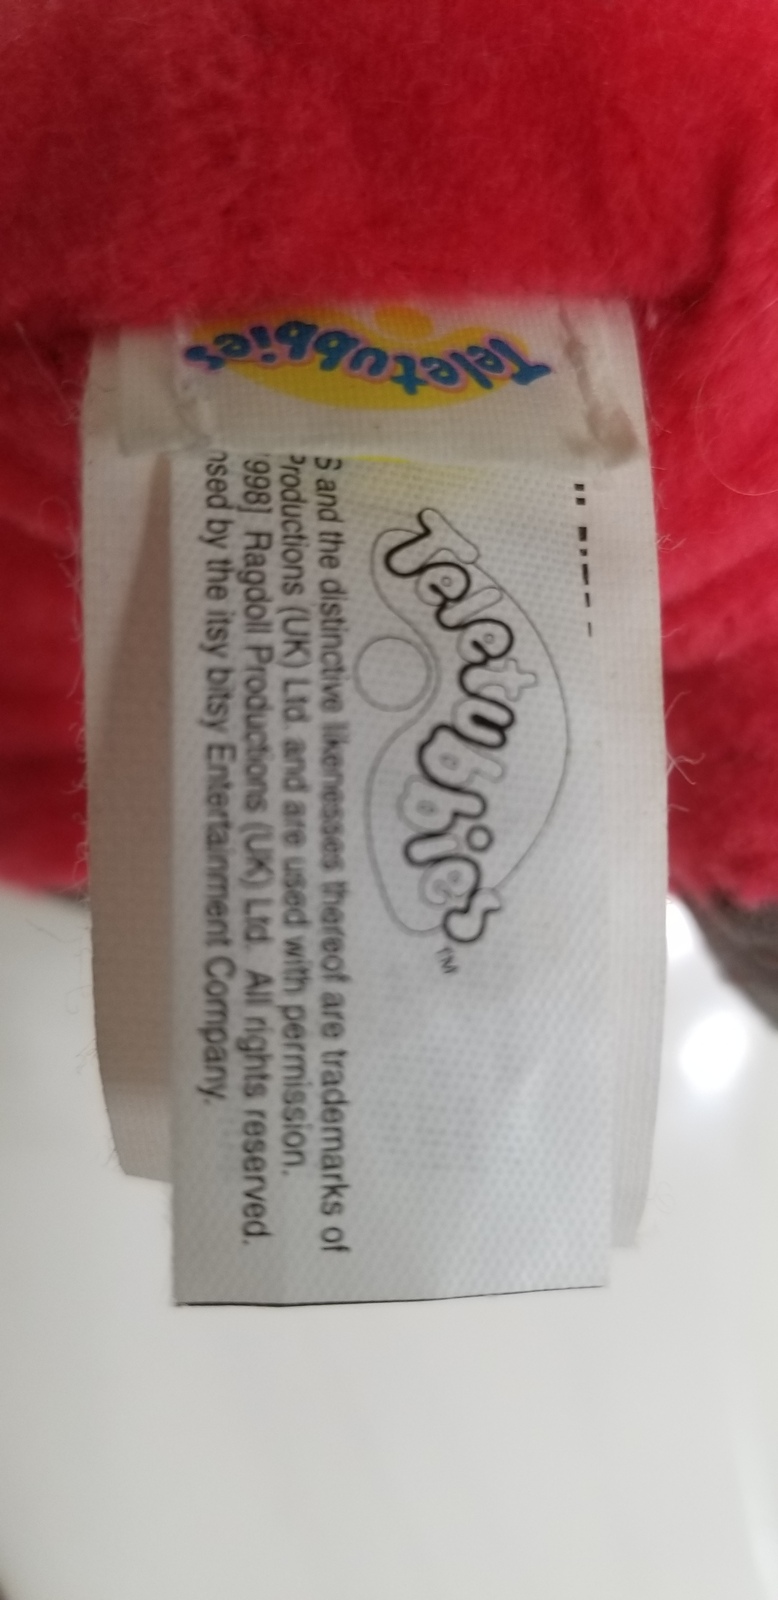 Teletubbies
Teletubbies™
S and the distinctive likenesses thereof are trademarks of
Productions (UK) Ltd. and are used with permission.
998] Ragdoll Productions (UK) Ltd. All rights reserved.
nsed by the itsy bitsy Entertainment Company.